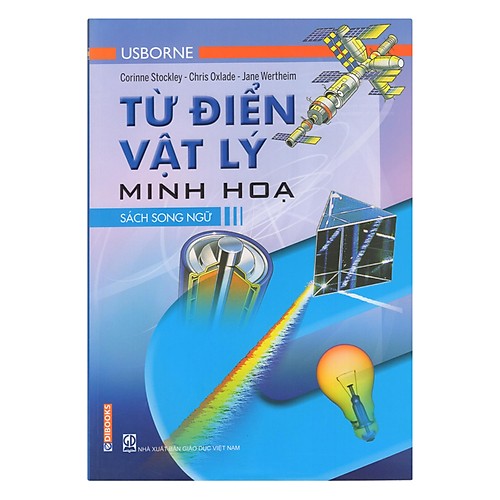 USBORNE
Corinne Stockley - Chris Oxlade - Jane Wertheim
TỪ ĐIỂN
VẬT LÝ
MINH HOẠ
SÁCH SONG NGỮ
DIBOOKS
NHÀ XUẤT BẢN GIÁO DỤC VIỆT NAM